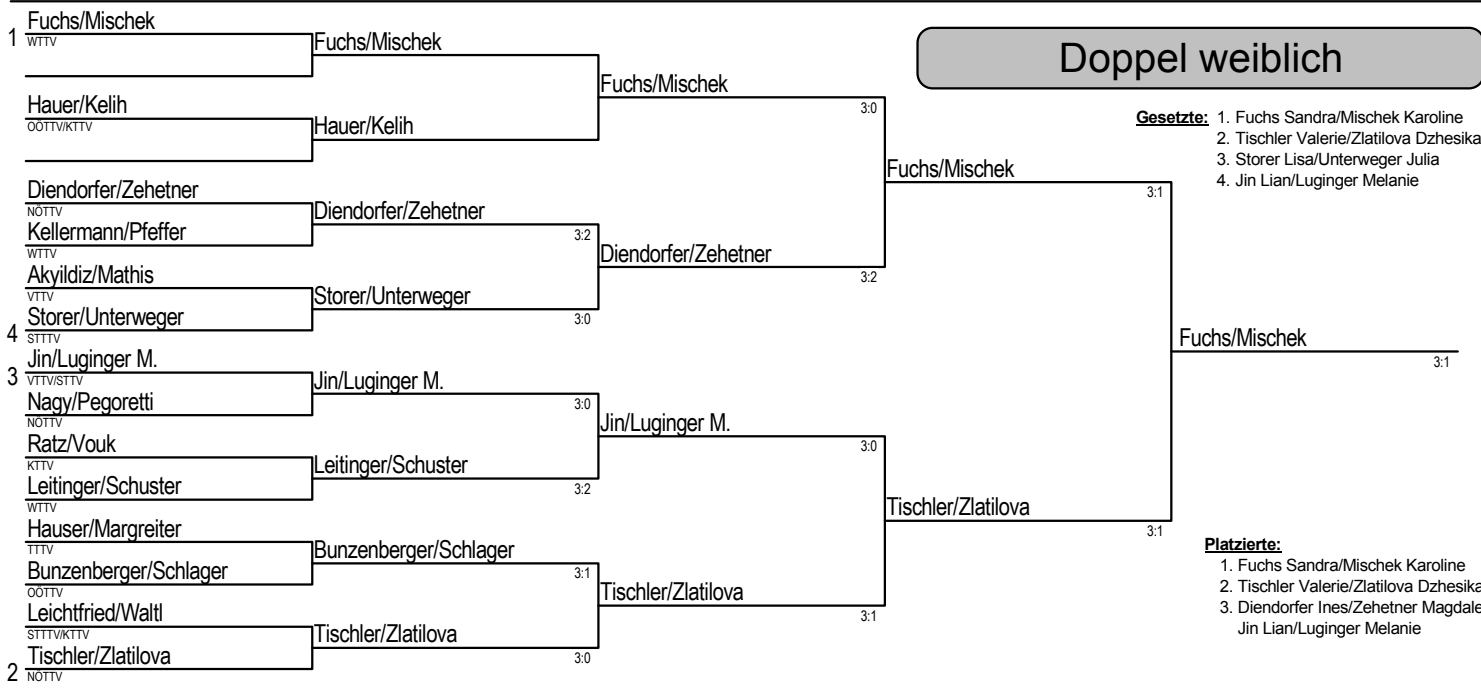 Doppel weiblich
Gesetzte: 1. Fuchs Sandra/Mischek Karoline
2. Tischler Valerie/Zlatilova Dzhesika
3. Storer Lisa/Unterweger Julia
4. Jin Lian/Luginger Melanie
1 Fuchs/Mischek
WTTV
Hauer/Kelih
OÖTTV/KTTV
Diendorfer/Zehetner
NÖTTV
Kellermann/Pfeffer
WTTV
Akyildiz/Mathis
VTTV
Storer/Unterweger
4 STTTV
Jin/Luginger M.
3 VTTV/STTV
Nagy/Pegoretti
NÖTTV
Ratz/Vouk
KTTV
Leitinger/Schuster
WTTV
Hauser/Margreiter
TTTV
Bunzenberger/Schlager
OÖTTV
Leichtfried/Waltl
STTTV/KTTV
Tischler/Zlatilova
2 NÖTTV
Fuchs/Mischek
Hauer/Kelih
Diendorfer/Zehetner
3:2
Storer/Unterweger
3:0
Jin/Luginger M.
3:0
Leitinger/Schuster
3:2
Bunzenberger/Schlager
3:1
Tischler/Zlatilova
3:0
Fuchs/Mischek
3:0
Diendorfer/Zehetner
3:2
Jin/Luginger M.
3:0
Tischler/Zlatilova
3:1
Fuchs/Mischek
3:1
Tischler/Zlatilova
3:1
Fuchs/Mischek
3:1
Platzierte:
1. Fuchs Sandra/Mischek Karoline
2. Tischler Valerie/Zlatilova Dzhesika
3. Diendorfer Ines/Zehetner Magdale
Jin Lian/Luginger Melanie